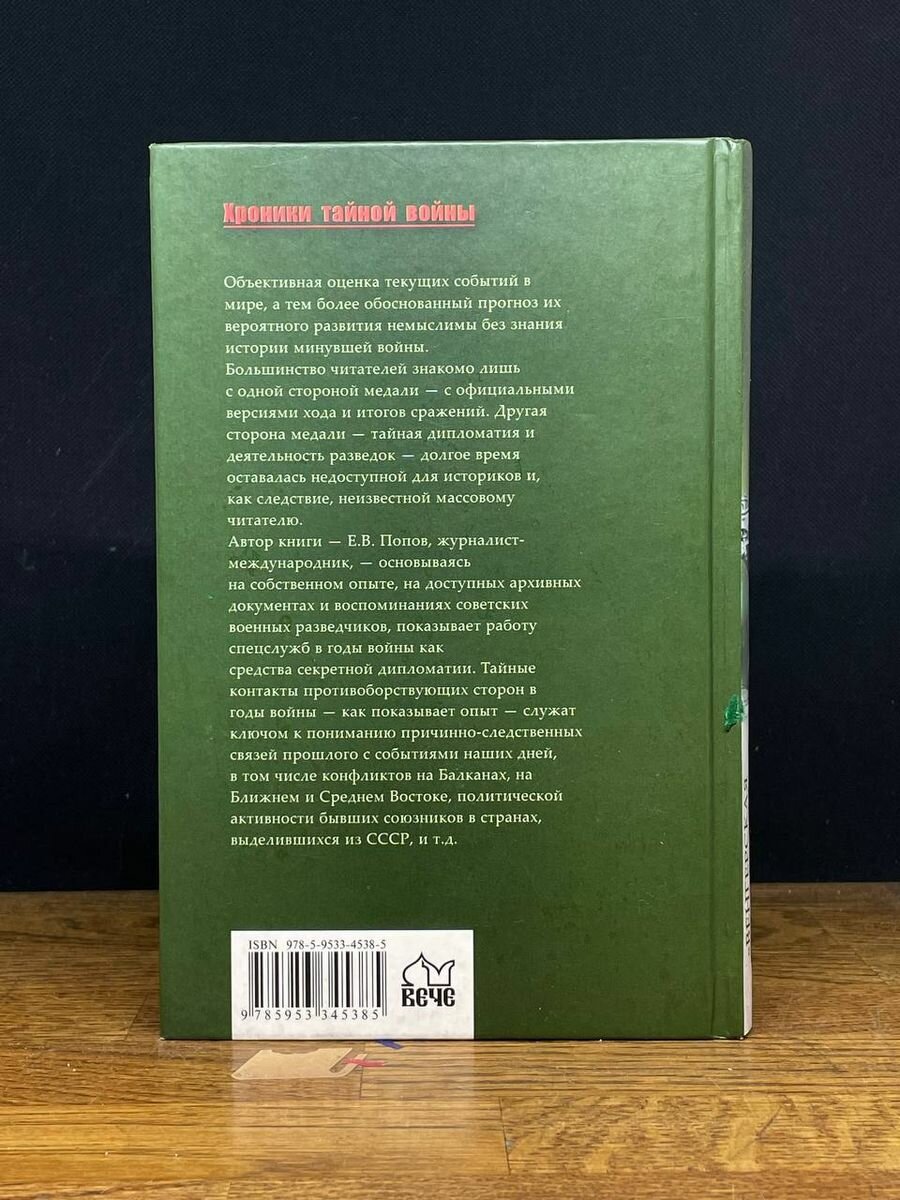 Хроники тайной войны
Объективная оценка текущих событий в
мире, а тем более обоснованный прогноз их
вероятного развития немыслимы без знания
истории минувшей войны.
Большинство читателей знакомо лишь
с одной стороной медали — с официальными
версиями хода и итогов сражений. Другая
сторона медали — тайная дипломатия и
деятельность разведок — долгое время
оставалась недоступной для историков и,
как следствие, неизвестной массовому
читателю.
Автор книги — Е.В. Попов, журналист-
международник, — основываясь
на собственном опыте, на доступных архивных
документах и воспоминаниях советских
военных разведчиков, показывает работу
спецслужб в годы войны как
средства секретной дипломатии. Тайные
контакты противоборствующих сторон в
годы войны — как показывает опыт — служат
ключом к пониманию причинно-следственных
связей прошлого с событиями наших дней,
в том числе конфликтов на Балканах, на
Ближнем и Среднем Востоке, политической
активности бывших союзников в странах,
выделившихся из СССР, и т.д.
ISBN 978-5-9533-4538-5
9 785953 345385
ВЕЧЕ
ВЕНГЕРСКАЯ